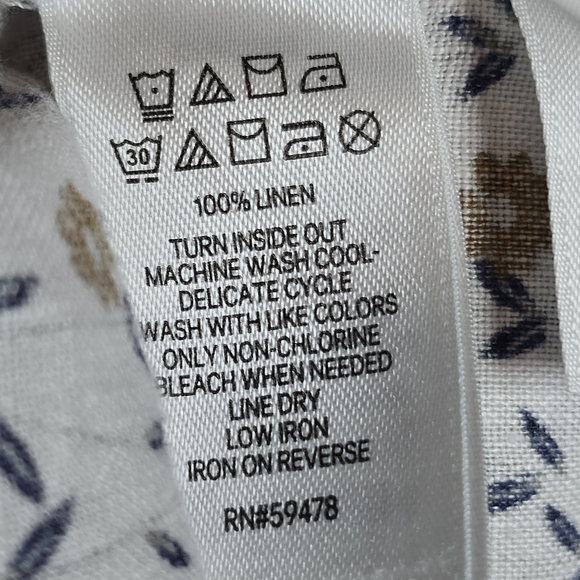 30
100% LINEN
TURN INSIDE OUT
MACHINE WASH COOL-
DELICATE CYCLE
WASH WITH LIKE COLORS
ONLY NON-CHLORINE
BLEACH WHEN NEEDED
LINE DRY
LOW IRON
IRON ON REVERSE
RN#59478